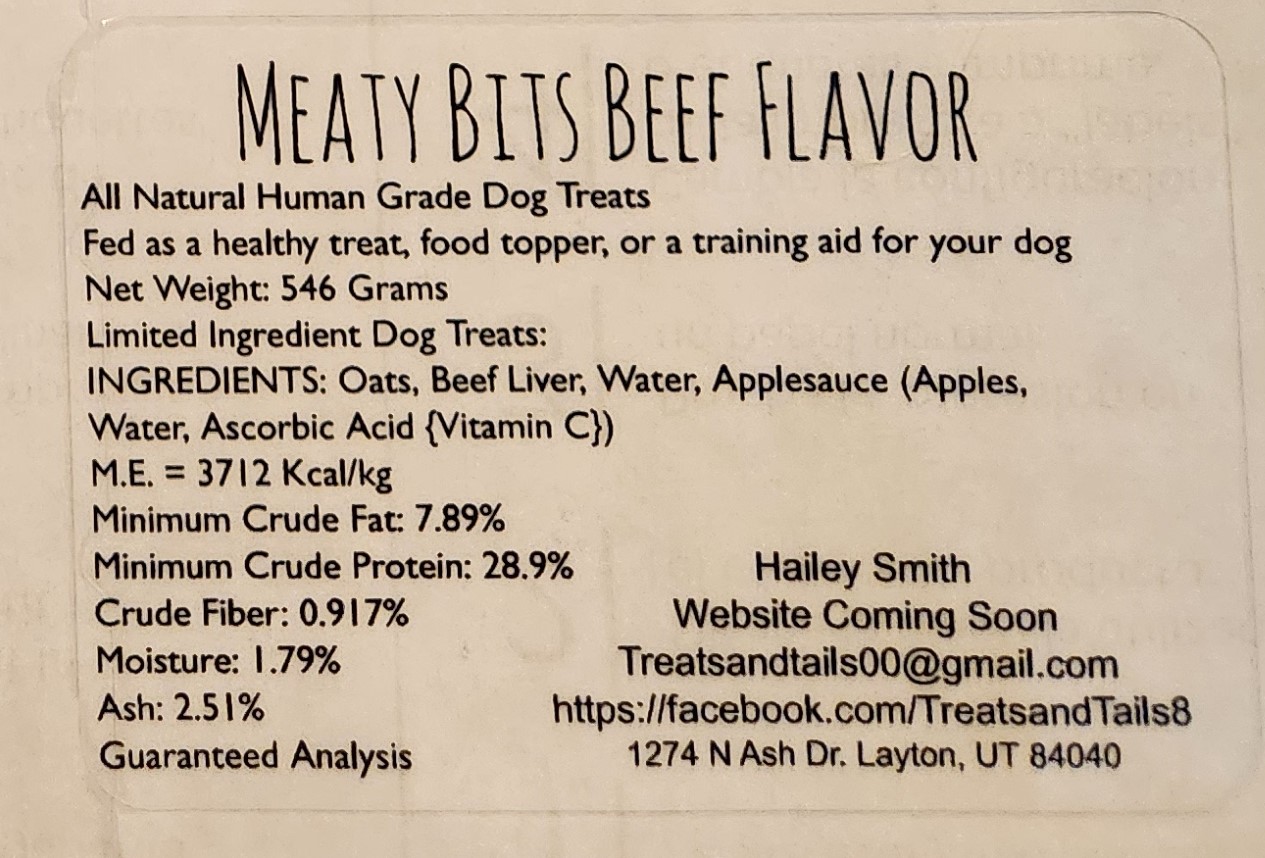 MEATY BITS BEEF FLAVOR
All Natural Human Grade Dog Treats
Fed as a healthy treat, food topper, or a training aid for your dog
Net Weight: 546 Grams
Limited Ingredient Dog Treats:
INGREDIENTS: Oats, Beef Liver, Water, Applesauce (Apples,
Water, Ascorbic Acid {Vitamin C})
M.E. = 3712 Kcal/kg
Minimum Crude Fat: 7.89%
Minimum Crude Protein: 28.9%
Crude Fiber: 0.917%
Moisture: 1.79%
Ash: 2.51%
Guaranteed Analysis
Hailey Smith
Website Coming Soon
Treatsandtails00@gmail.com
https://facebook.com/TreatsandTails8
1274 N Ash Dr. Layton, UT 84040